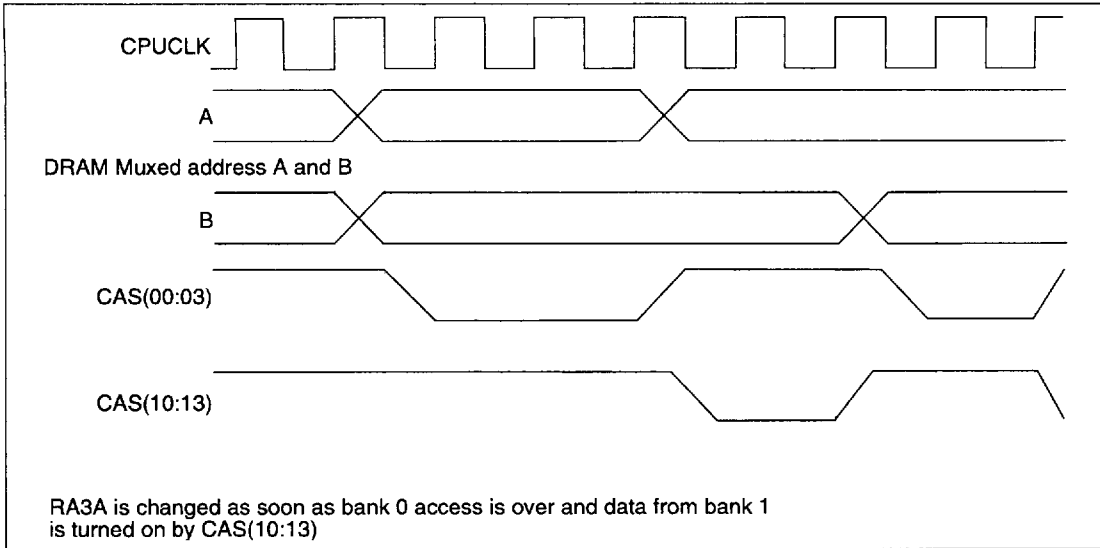 CPUCLK
A
DRAM Muxed address A and B
B
CAS(00:03)
CAS(10:13)
RA3A is changed as soon as bank 0 access is over and data from bank 1
is turned on by CAS(10:13)